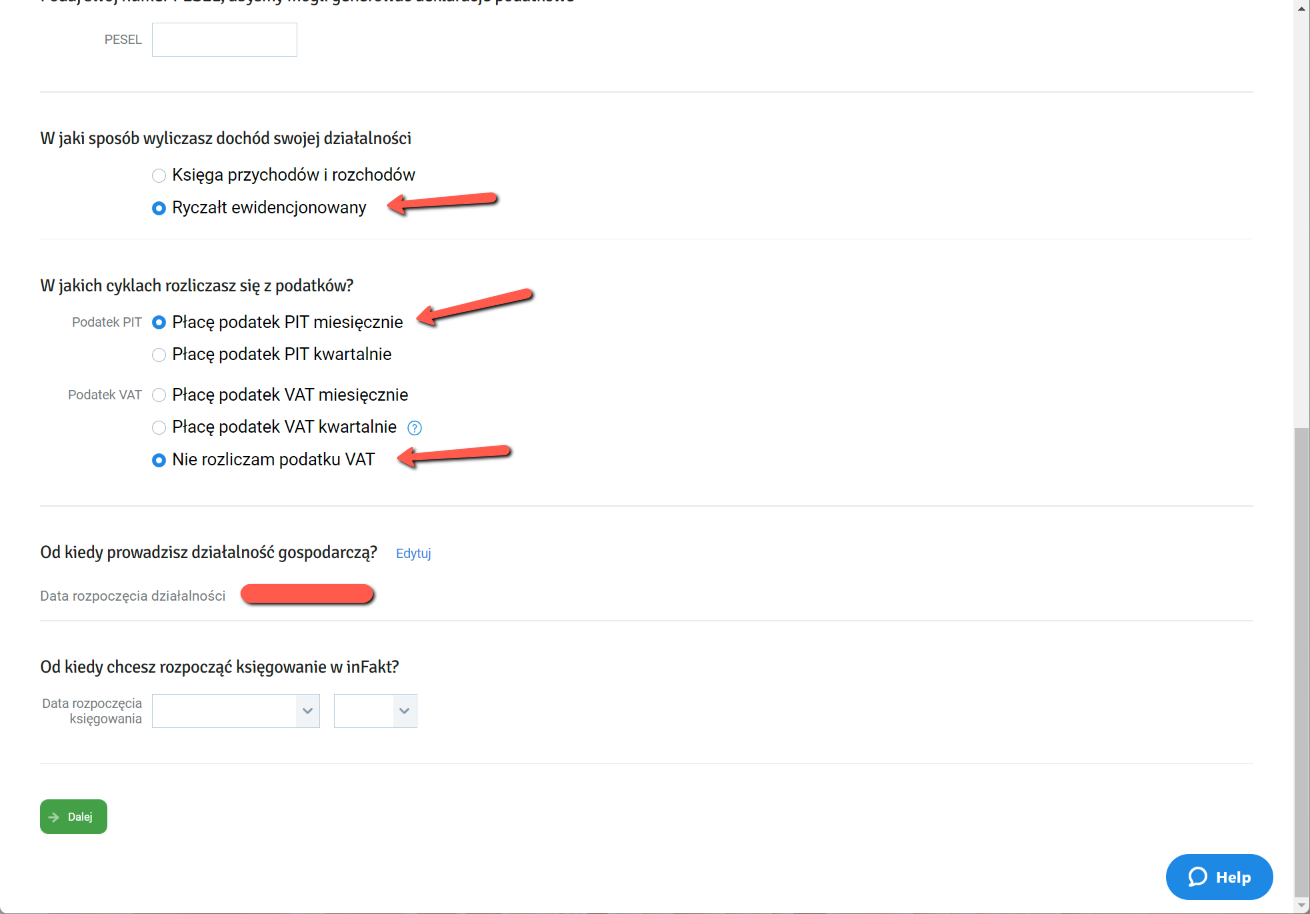 PESEL
W jaki sposób wyliczasz dochód swojej działalności
Księga przychodów i rozchodów
Ryczałt ewidencjonowany
W jakich cyklach rozliczasz się z podatków?
Podatek PIT Płacę podatek PIT miesięcznie
Płacę podatek PIT kwartalnie
Podatek VAT Płacę podatek VAT miesięcznie
Płacę podatek VAT kwartalnie ?
Nie rozliczam podatku VAT
Od kiedy prowadzisz działalność gospodarczą? Edytuj
Data rozpoczęcia działalności
Od kiedy chcesz rozpocząć księgowanie w inFakt?
Data rozpoczęcia
księgowania
Dalej
Help